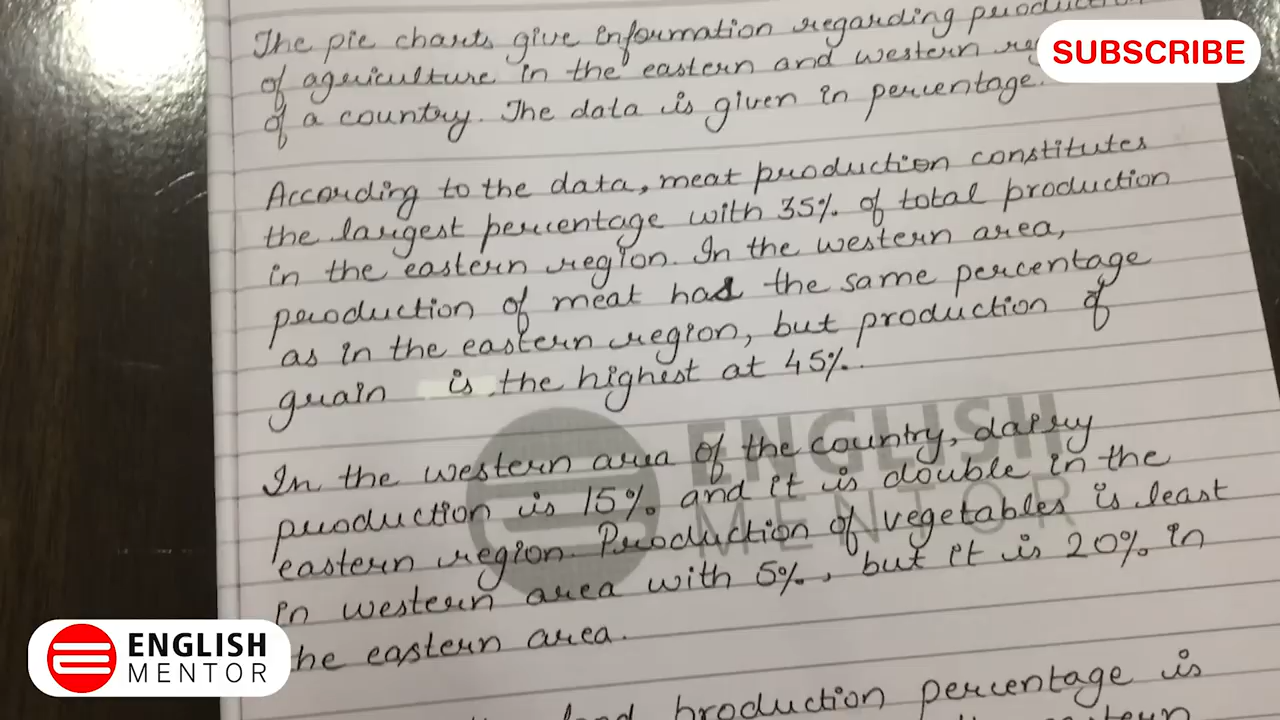 The pie charts give information regarding
SUBSCRIBE
of agriculture in the eastern and western
of a country. The data is given in percentage.
According to the data, meat production constitutes
the largest percentage with 35% of total production
in the eastern region. In the western area,
production of meat had the same percentage
as in the eastern region, but production of
grain is the highest at 45%.
ENGLISH
MENTOR
In the western area of the country, dairy
production is 15% and it is double in the
eastern region. Production of vegetables is least
in western area with 5%, but it is 20% in
the eastern area.
ENGLISH
MENTOR
production percentage is